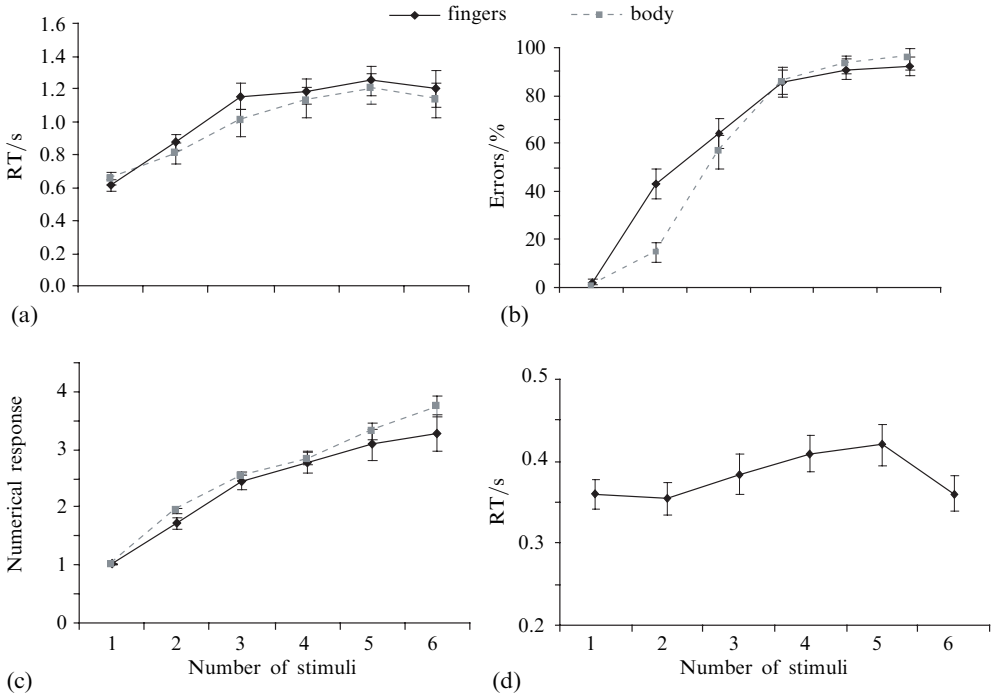 fingers body
1.6
1.4
1.2
1.0
0.8
0.6
0.4
0.2
0.0
RT/s
(a)
100
80
60
40
20
0
Errors/%
(b)
4
3
2
1
0
Numerical response
1 2 3 4 5 6
Number of stimuli
(c)
0.5
0.4
0.3
0.2
RT/s
1 2 3 4 5 6
Number of stimuli
(d)